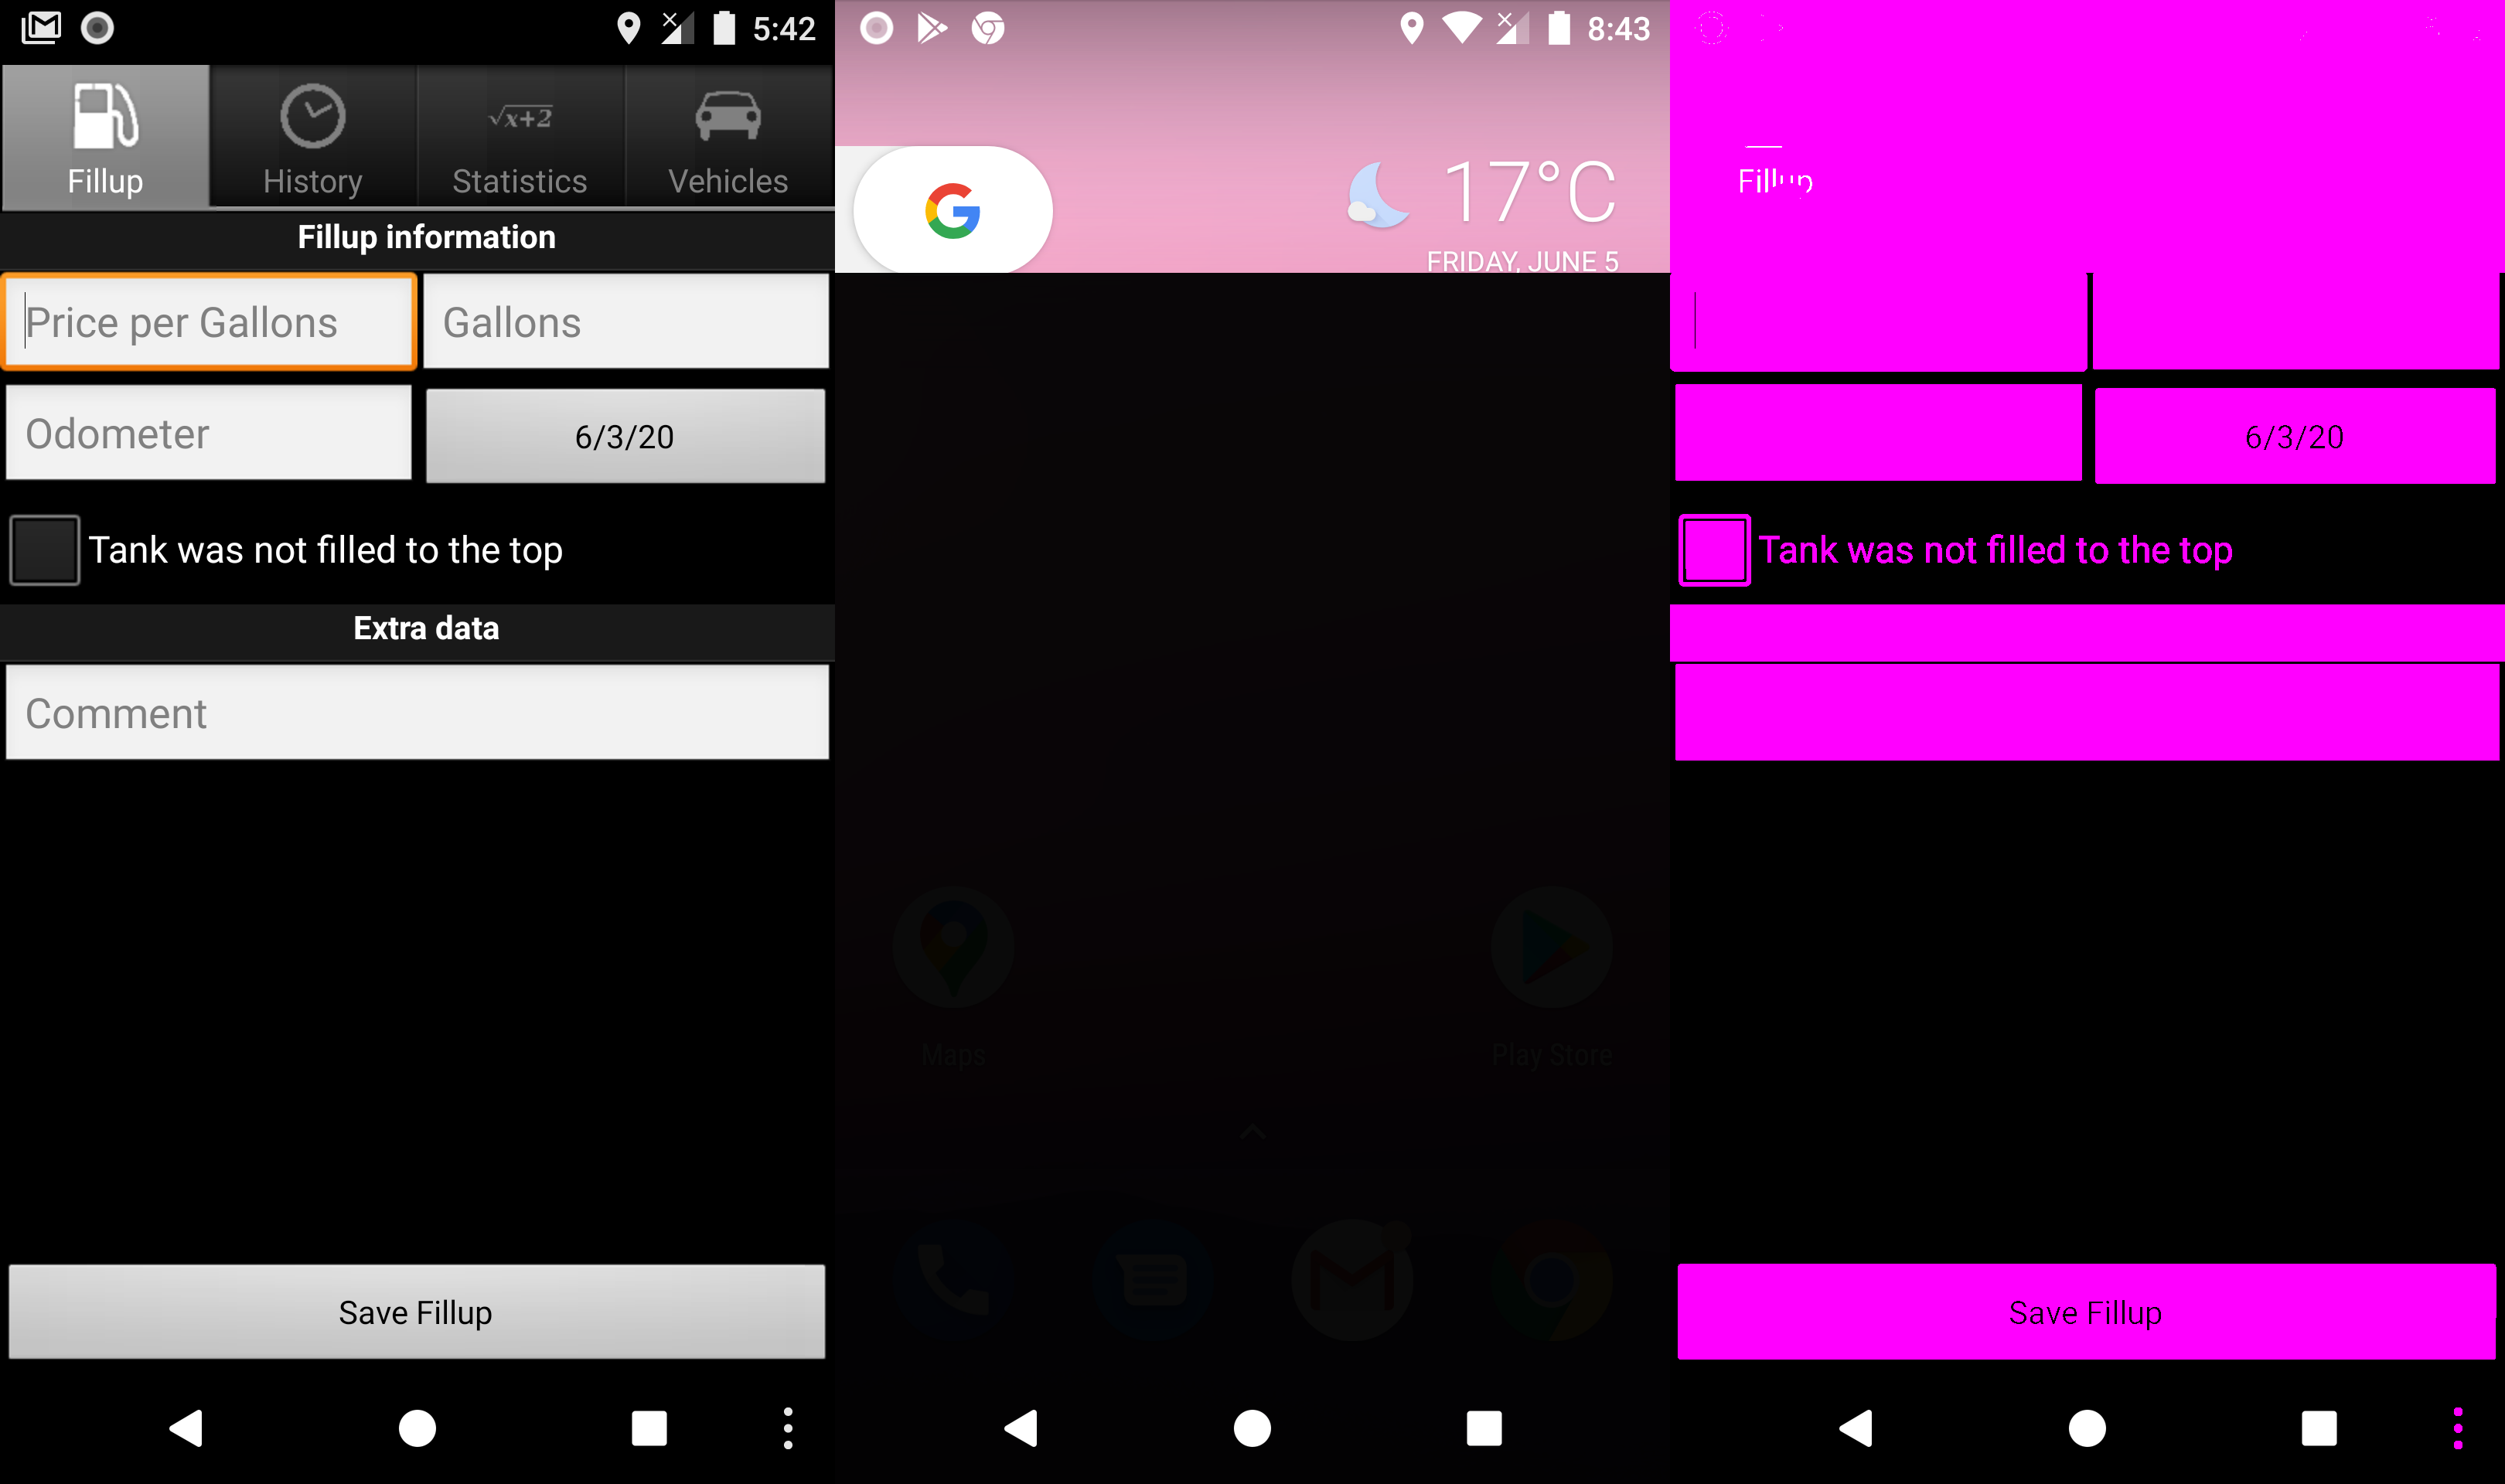 5:42
Fillup
History
√x+2
Statistics
Vehicles
Fillup information
Price per Gallons
Gallons
Odometer
6/3/20
Tank was not filled to the top
Extra data
Comment
Save Fillup
8:43
G
17°C
FRIDAY, JUNE 5
Maps
Play Store
Fillup
6/3/20
Tank was not filled to the top
Save Fillup